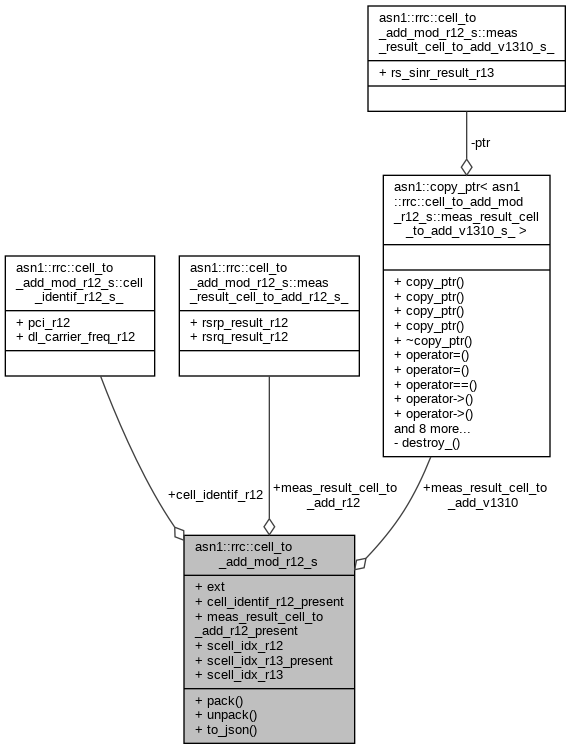 asn1::rrc::cell_to
_add_mod_r12_s::meas
_result_cell_to_add_v1310_s_
+ rs_sinr_result_r13
-ptr
asn1::copy_ptr< asn1
::rrc::cell_to_add_mod
_r12_s::meas_result_cell
_to_add_v1310_s_ >
+ copy_ptr()
+ copy_ptr()
+ copy_ptr()
+ copy_ptr()
+ ~copy_ptr()
+ operator=()
+ operator=()
+ operator==()
+ operator->()
+ operator->()
and 8 more...
- destroy_()
asn1::rrc::cell_to
_add_mod_r12_s::cell
_identif_r12_s_
+ pci_r12
+ dl_carrier_freq_r12
asn1::rrc::cell_to
_add_mod_r12_s::meas
_result_cell_to_add_r12_s_
+ rsrp_result_r12
+ rsrq_result_r12
+cell_identif_r12
+meas_result_cell_to
_add_r12
+meas_result_cell_to
_add_v1310
asn1::rrc::cell_to
_add_mod_r12_s
+ ext
+ cell_identif_r12_present
+ meas_result_cell_to
_add_r12_present
+ scell_idx_r12
+ scell_idx_r13_present
+ scell_idx_r13
+ pack()
+ unpack()
+ to_json()